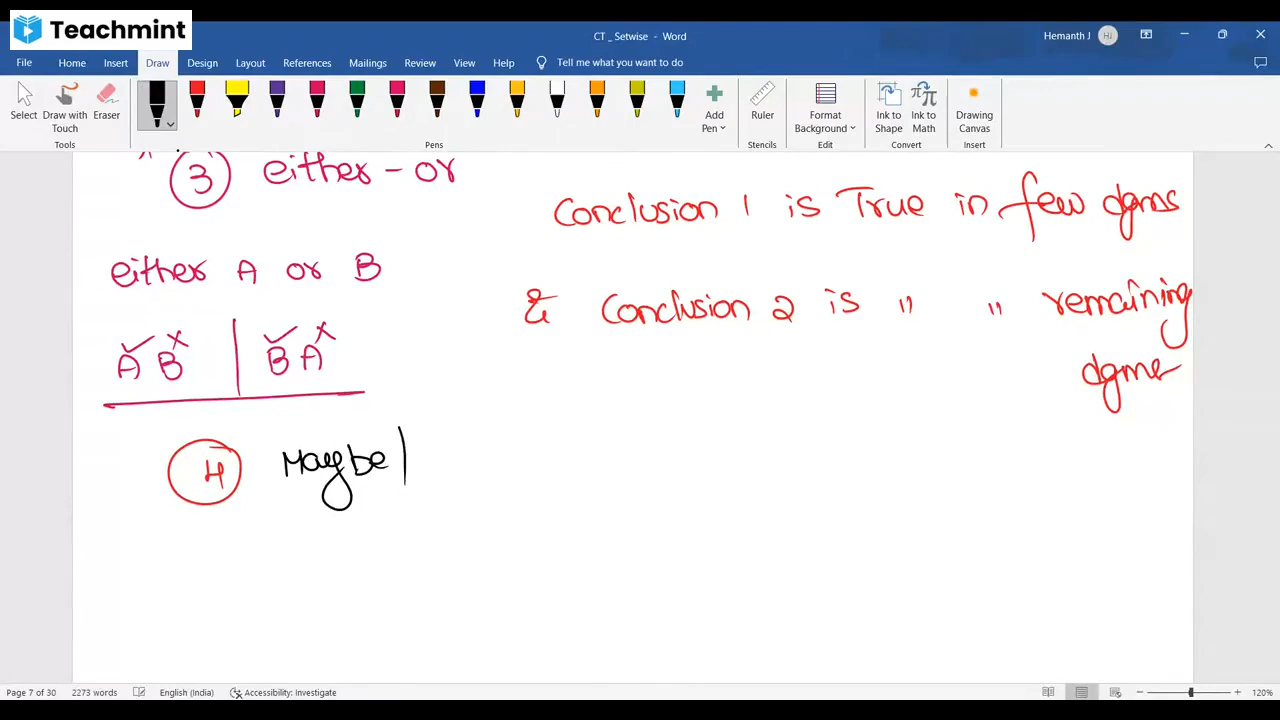 Teachmint
CT _ Setwise - Word
Hemanth J
HJ
File Home Insert Draw Design Layout References Mailings Review View Help Tell me what you want to do
Select
Draw with Touch
Eraser
Add Pen
Ruler
Format Background
Ink to Shape
Ink to Math
Drawing Canvas
Tools
Pens
Stencils
Edit
Convert
Insert
3 either - or
Conclusion 1 is True in few dgms
either A or B
& Conclusion 2 is " " remaining
dgms
A✓ B✗ | B✓ A✗
4 Maybe |
Page 7 of 30 2273 words English (India) Accessibility: Investigate 120%